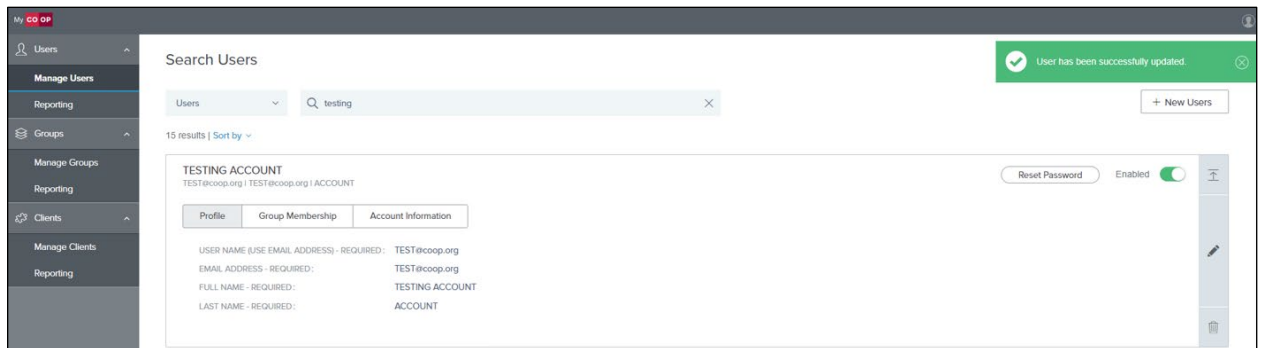 My CO OP
Users
Manage Users
Reporting
Groups
Manage Groups
Reporting
Clients
Manage Clients
Reporting
Search Users
User has been successfully updated.
Users testing
+ New Users
15 results | Sort by
TESTING ACCOUNT
TEST@coop.org | TEST@coop.org | ACCOUNT
Reset Password Enabled
Profile Group Membership Account Information
USER NAME (USE EMAIL ADDRESS) - REQUIRED: TEST@coop.org
EMAIL ADDRESS - REQUIRED: TEST@coop.org
FULL NAME - REQUIRED: TESTING ACCOUNT
LAST NAME - REQUIRED: ACCOUNT